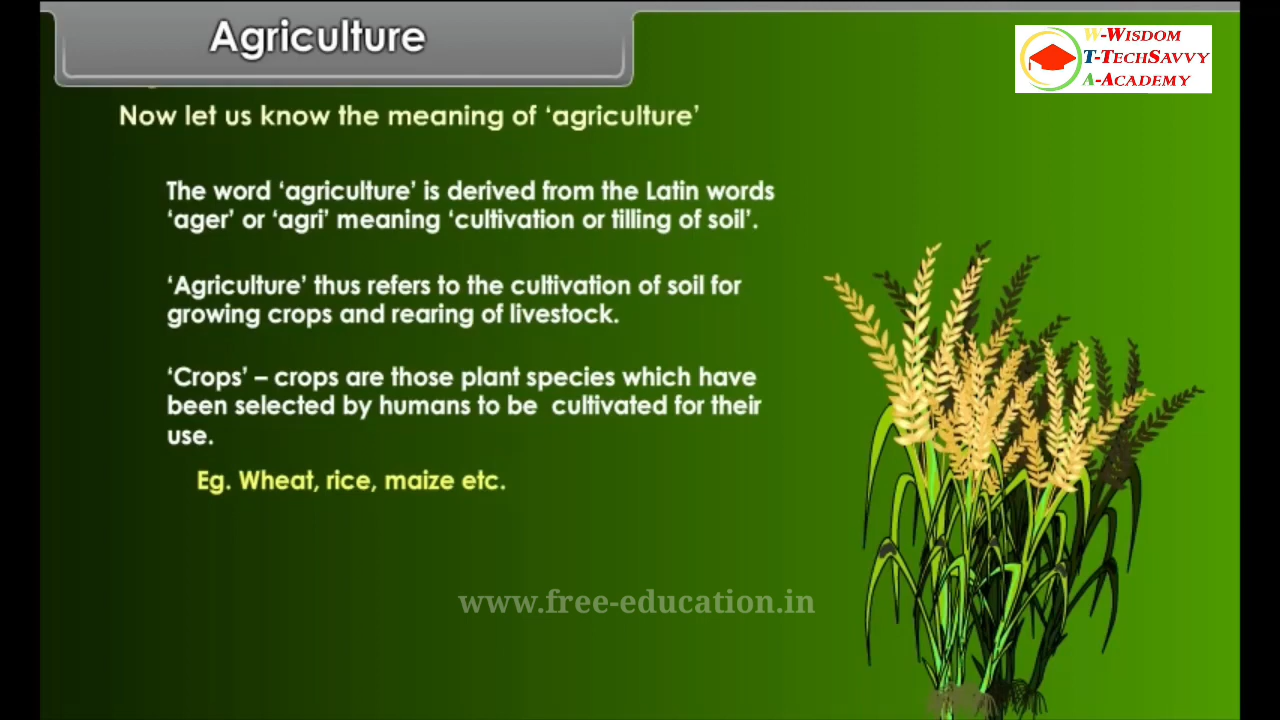 Agriculture
W-Wisdom
T-TechSavvy
A-Academy
Now let us know the meaning of ‘agriculture’
The word ‘agriculture’ is derived from the Latin words
‘ager’ or ‘agri’ meaning ‘cultivation or tilling of soil’.
‘Agriculture’ thus refers to the cultivation of soil for
growing crops and rearing of livestock.
‘Crops’ – crops are those plant species which have
been selected by humans to be cultivated for their
use.
Eg. Wheat, rice, maize etc.
www.free-education.in